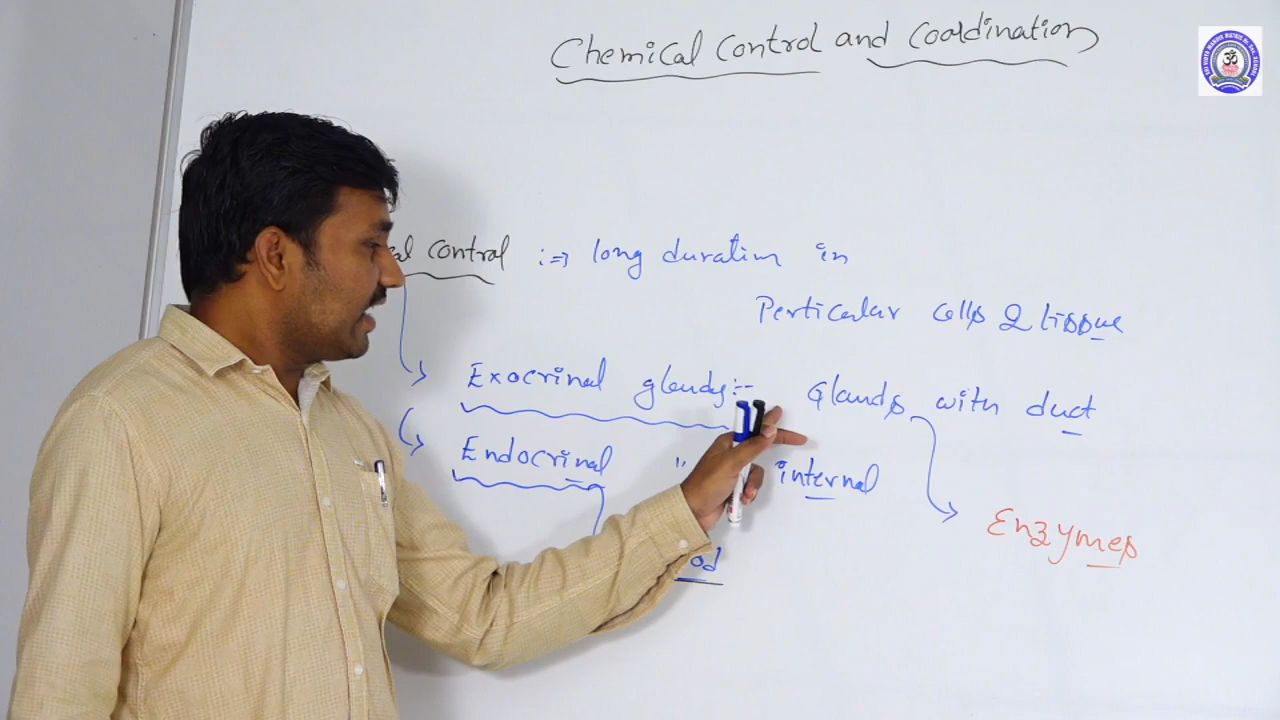 Chemical Control and Coordination
al control :⇒ long duration in
Perticular cells & tissue
Exocrinal glands :- Glands with duct
Endocrinal " internal
Enzymes
od